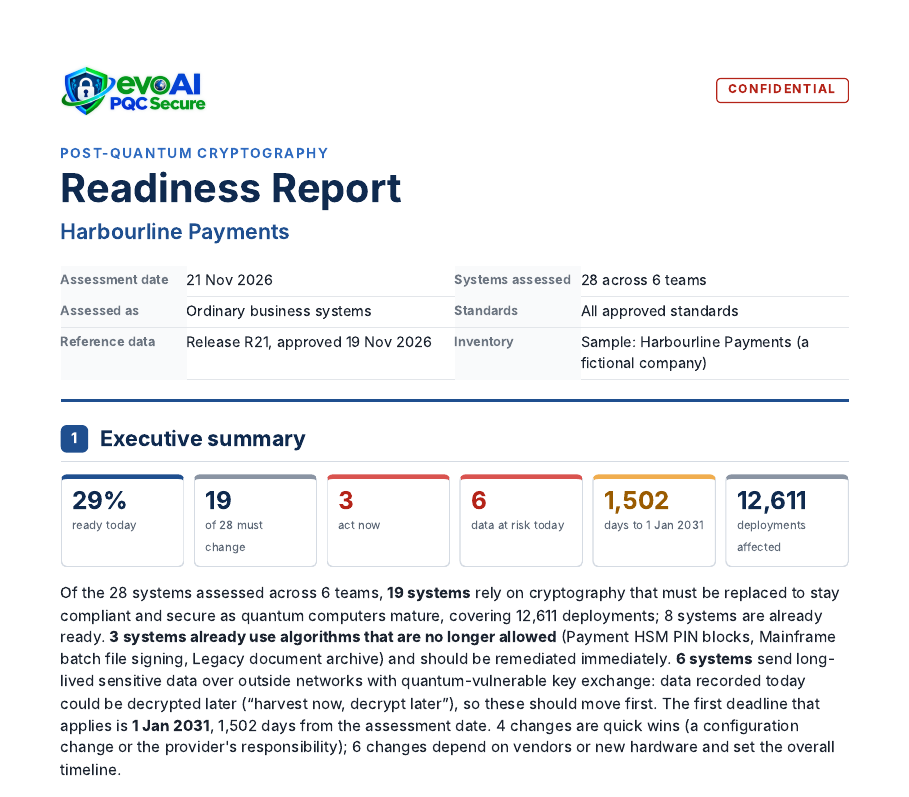 evoAI
PQC Secure
CONFIDENTIAL
POST-QUANTUM CRYPTOGRAPHY
Readiness Report
Harbourline Payments
Assessment date 21 Nov 2026 Systems assessed 28 across 6 teams
Assessed as Ordinary business systems Standards All approved standards
Reference data Release R21, approved 19 Nov 2026 Inventory Sample: Harbourline Payments (a
fictional company)
1 Executive summary
29% 19 3 6 1,502 12,611
ready today of 28 must act now data at risk today days to 1 Jan 2031 deployments
change affected
Of the 28 systems assessed across 6 teams, 19 systems rely on cryptography that must be replaced to stay
compliant and secure as quantum computers mature, covering 12,611 deployments; 8 systems are already
ready. 3 systems already use algorithms that are no longer allowed (Payment HSM PIN blocks, Mainframe
batch file signing, Legacy document archive) and should be remediated immediately. 6 systems send long-
lived sensitive data over outside networks with quantum-vulnerable key exchange: data recorded today
could be decrypted later (“harvest now, decrypt later”), so these should move first. The first deadline that
applies is 1 Jan 2031, 1,502 days from the assessment date. 4 changes are quick wins (a configuration
change or the provider's responsibility); 6 changes depend on vendors or new hardware and set the overall
timeline.